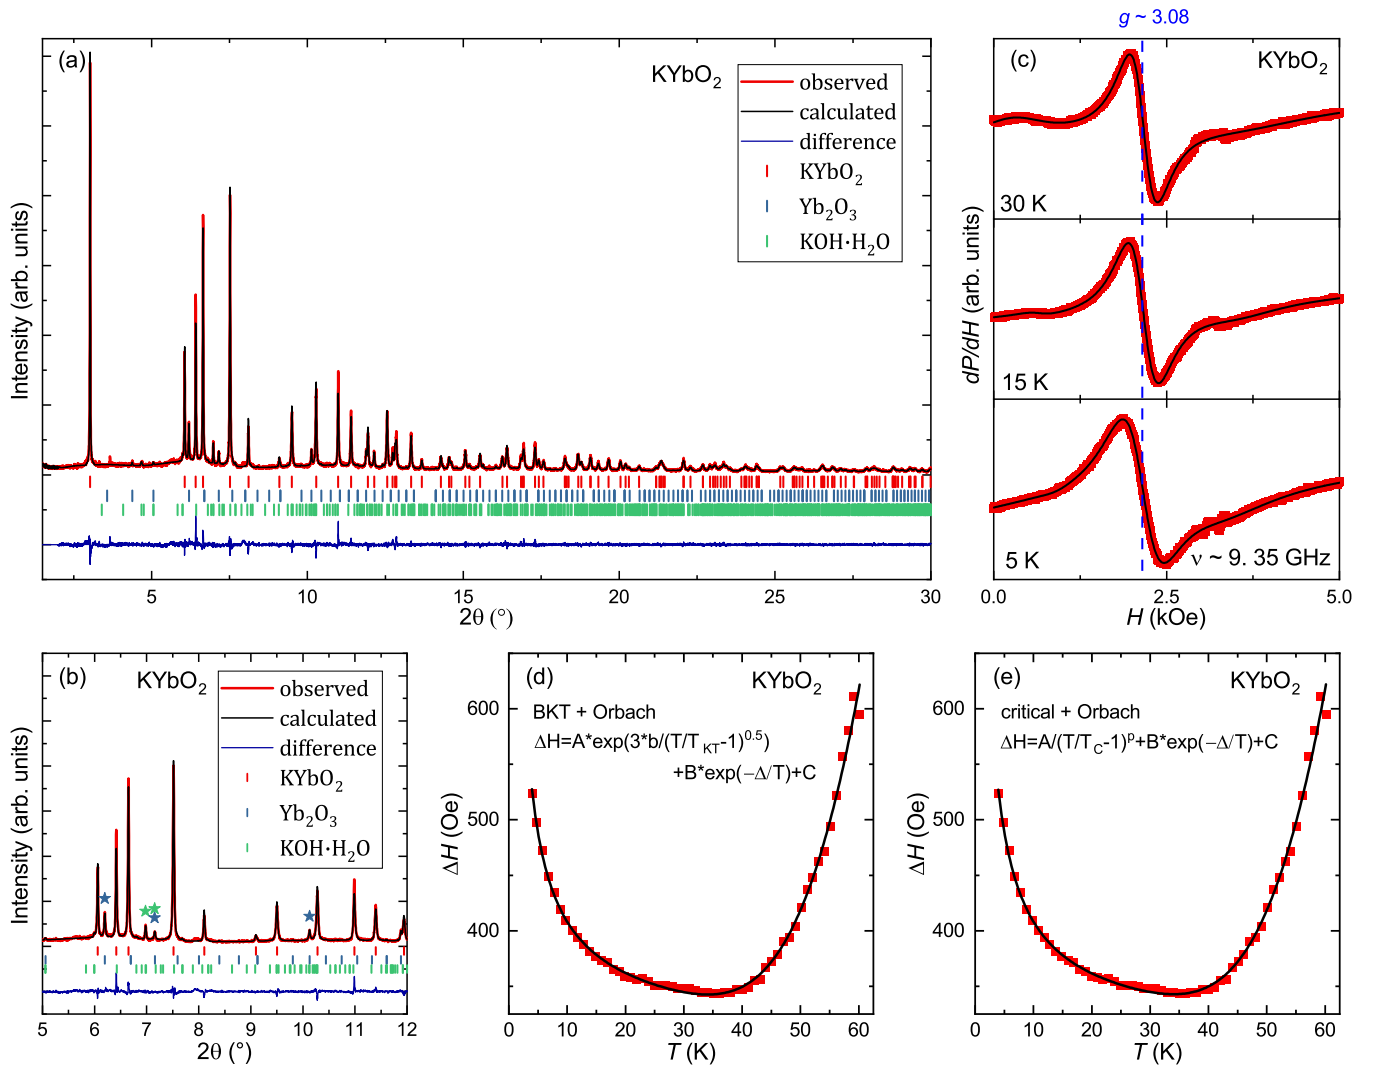 g ~ 3.08
(a)
KYbO2
observed
calculated
difference
KYbO2
Yb2O3
KOH·H2O
Intensity (arb. units)
5 10 15 20 25 30
2θ (°)
(c)
KYbO2
30 K
15 K
5 K
ν ~ 9. 35 GHz
dP/dH (arb. units)
0.0 2.5 5.0
H (kOe)
(b)
KYbO2
observed
calculated
difference
KYbO2
Yb2O3
KOH·H2O
Intensity (arb. units)
5 6 7 8 9 10 11 12
2θ (°)
(d)
KYbO2
BKT + Orbach
ΔH=A*exp(3*b/(T/TKT-1)0.5)
+B*exp(−Δ/T)+C
600
500
400
ΔH (Oe)
0 10 20 30 40 50 60
T (K)
(e)
KYbO2
critical + Orbach
ΔH=A/(T/TC-1)p+B*exp(−Δ/T)+C
600
500
400
ΔH (Oe)
0 10 20 30 40 50 60
T (K)